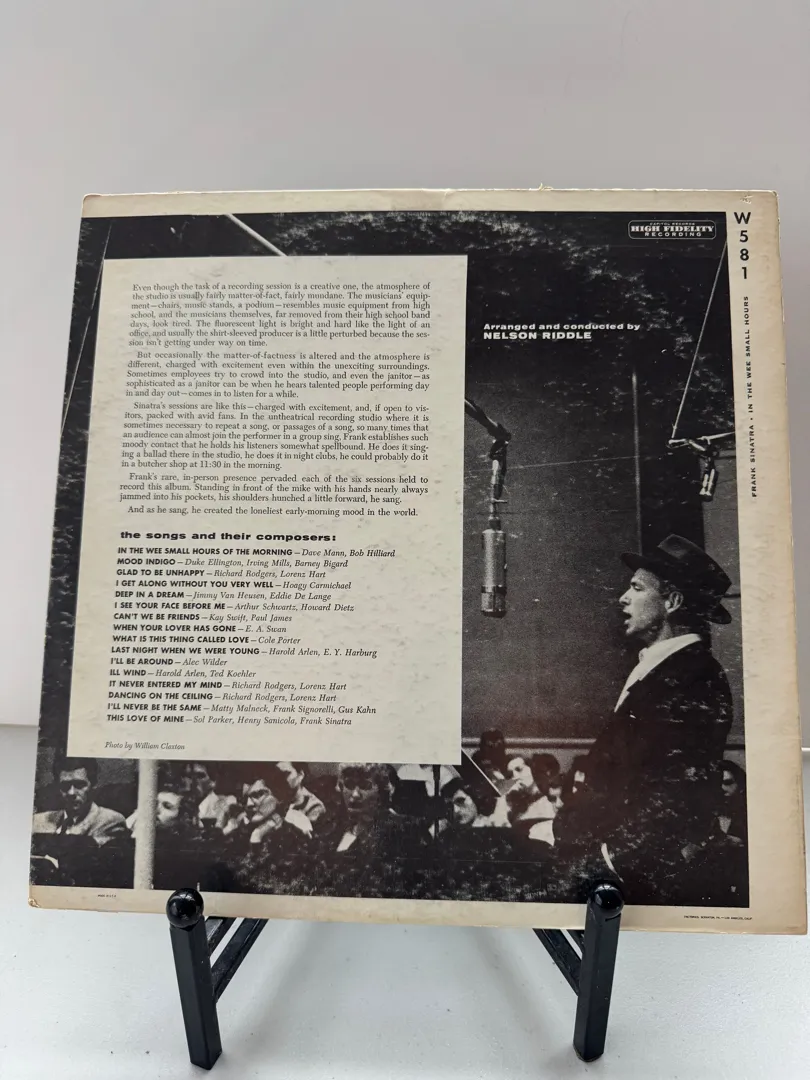 CAPITOL RECORDS
HIGH FIDELITY
RECORDING
W
5
8
1
FRANK SINATRA • IN THE WEE SMALL HOURS
Even though the task of a recording session is a creative one, the atmosphere of
the studio is usually fairly matter-of-fact, fairly mundane. The musicians' equip-
ment—chairs, music stands, a podium—resembles music equipment from high
school, and the musicians themselves, far removed from their high school band
days, look tired. The fluorescent light is bright and hard like the light of an
office, and usually the shirt-sleeved producer is a little perturbed because the ses-
sion isn't getting under way on time.
But occasionally the matter-of-factness is altered and the atmosphere is
different, charged with excitement even within the unexciting surroundings.
Sometimes employees try to crowd into the studio, and even the janitor—as
sophisticated as a janitor can be when he hears talented people performing day
in and day out—comes in to listen for a while.
Sinatra's sessions are like this—charged with excitement, and, if open to vis-
itors, packed with avid fans. In the untheatrical recording studio where it is
sometimes necessary to repeat a song, or passages of a song, so many times that
an audience can almost join the performer in a group sing, Frank establishes such
moody contact that he holds his listeners somewhat spellbound. He does it sing-
ing a ballad there in the studio, he does it in night clubs, he could probably do it
in a butcher shop at 11:30 in the morning.
Frank's rare, in-person presence pervaded each of the six sessions held to
record this album. Standing in front of the mike with his hands nearly always
jammed into his pockets, his shoulders hunched a little forward, he sang.
And as he sang, he created the loneliest early-morning mood in the world.
Arranged and conducted by
NELSON RIDDLE
the songs and their composers:
IN THE WEE SMALL HOURS OF THE MORNING—Dave Mann, Bob Hilliard
MOOD INDIGO—Duke Ellington, Irving Mills, Barney Bigard
GLAD TO BE UNHAPPY—Richard Rodgers, Lorenz Hart
I GET ALONG WITHOUT YOU VERY WELL—Hoagy Carmichael
DEEP IN A DREAM—Jimmy Van Heusen, Eddie De Lange
I SEE YOUR FACE BEFORE ME—Arthur Schwartz, Howard Dietz
CAN'T WE BE FRIENDS—Kay Swift, Paul James
WHEN YOUR LOVER HAS GONE—E. A. Swan
WHAT IS THIS THING CALLED LOVE—Cole Porter
LAST NIGHT WHEN WE WERE YOUNG—Harold Arlen, E. Y. Harburg
I'LL BE AROUND—Alec Wilder
ILL WIND—Harold Arlen, Ted Koehler
IT NEVER ENTERED MY MIND—Richard Rodgers, Lorenz Hart
DANCING ON THE CEILING—Richard Rodgers, Lorenz Hart
I'LL NEVER BE THE SAME—Matty Malneck, Frank Signorelli, Gus Kahn
THIS LOVE OF MINE—Sol Parker, Henry Sanicola, Frank Sinatra
Photo by William Claxton